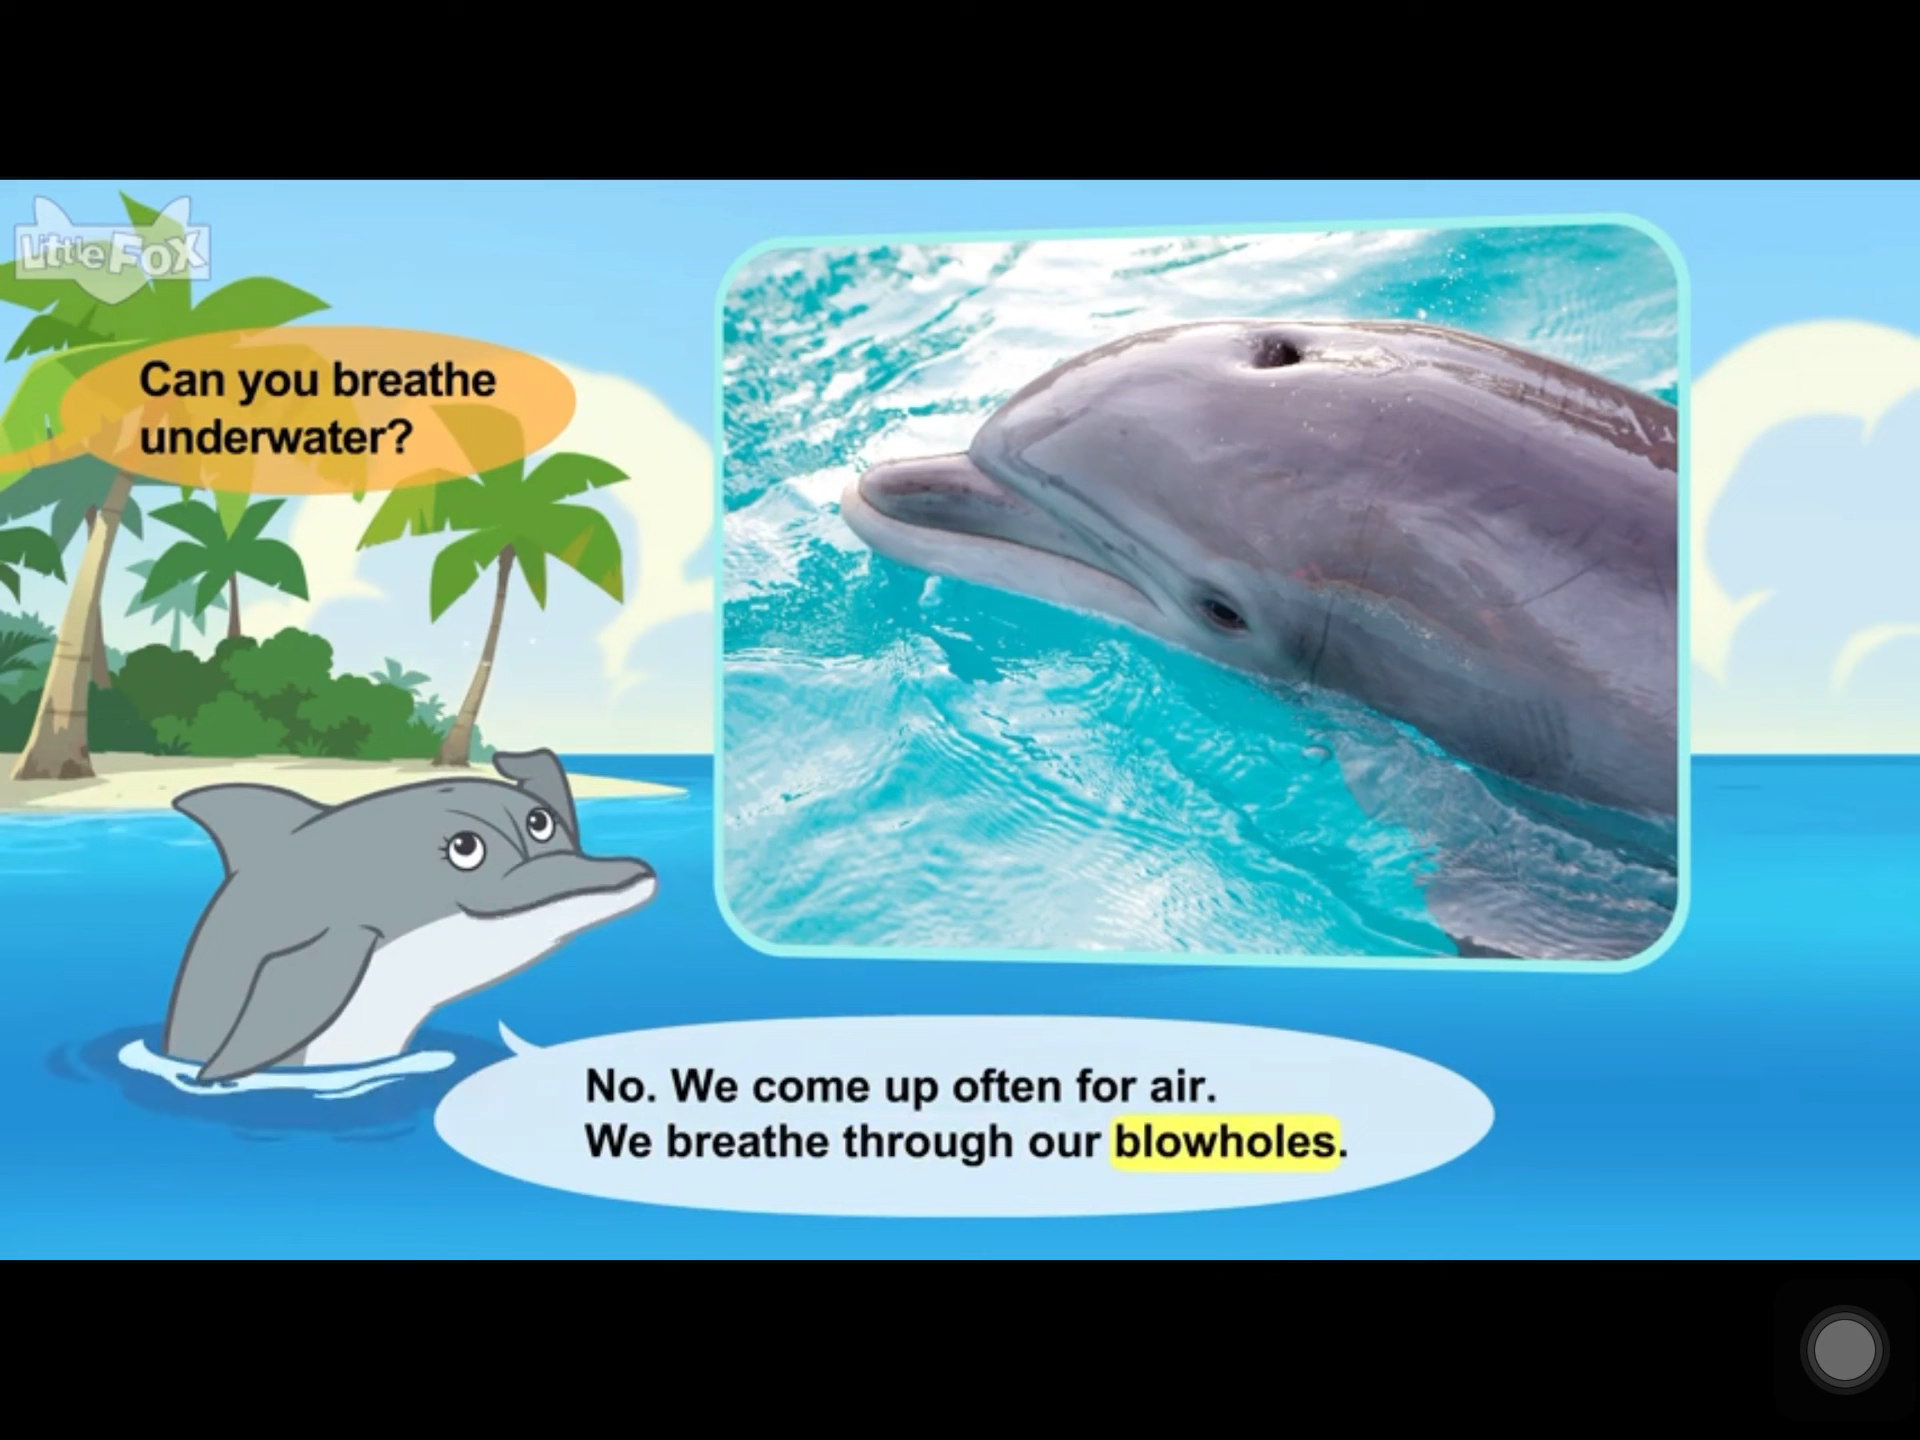 Little Fox
Can you breathe
underwater?
No. We come up often for air.
We breathe through our blowholes.